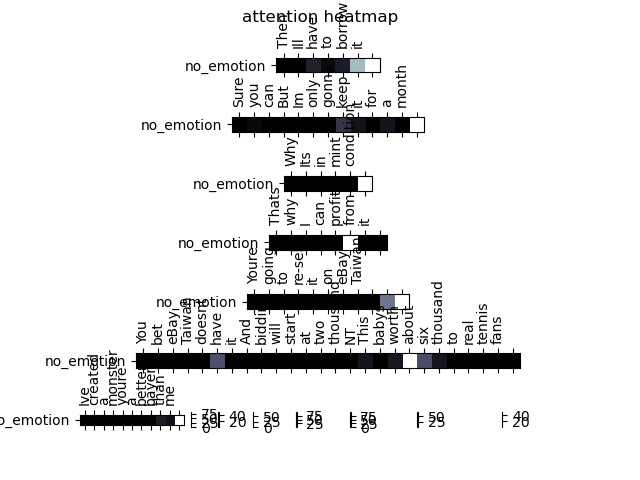 attention heatmap
Then Ill have to borrow it
no_emotion
Sure you can But Im only gonna keep it for a month
no_emotion
Why Its in mint condition
no_emotion
Thats why I can profit from it
no_emotion
Youre going to re-sell it on eBay, Taiwan
no_emotion
You bet eBay, Taiwan doesnt have it And bidding will start at two thousand NT This babys worth about six thousand to real tennis fans
no_emotion
Ive created a monster youre a better than me
no_emotion
75 40 50 75 75 50 40
50 20 25 50 50 25 20
25 0 25 25
0 0